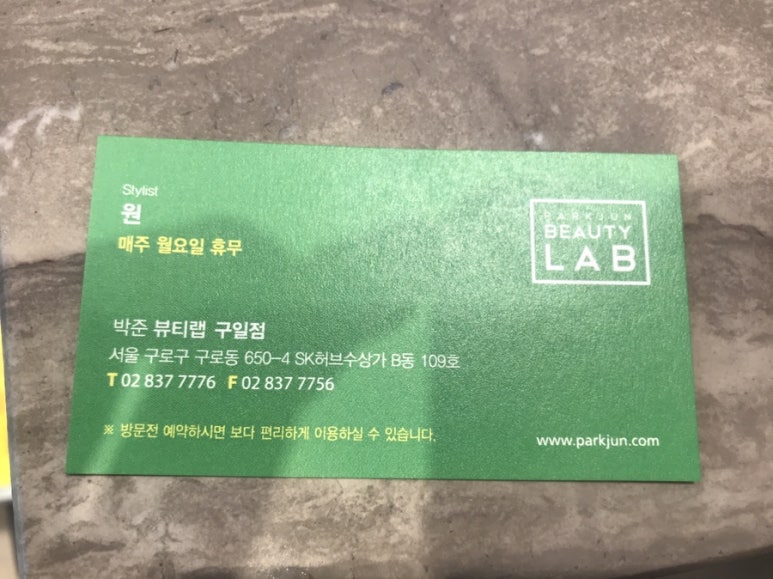 Stylist
원
매주 월요일 휴무
PARKJUN
BEAUTY
LAB
박준 뷰티랩 구일점
서울 구로구 구로동 650-4 SK허브수상가 B동 109호
T 02 837 7776 F 02 837 7756
※ 방문전 예약하시면 보다 편리하게 이용하실 수 있습니다.
www.parkjun.com